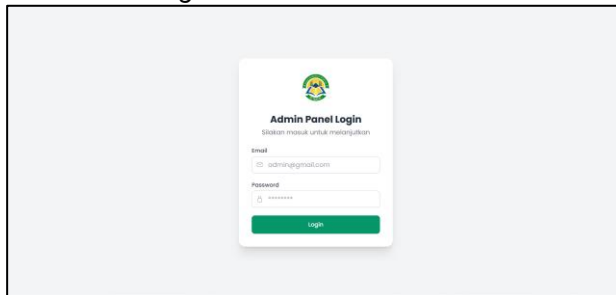 Admin Panel Login
Silakan masuk untuk melanjutkan
Email
admin@gmail.com
Password
********
Login